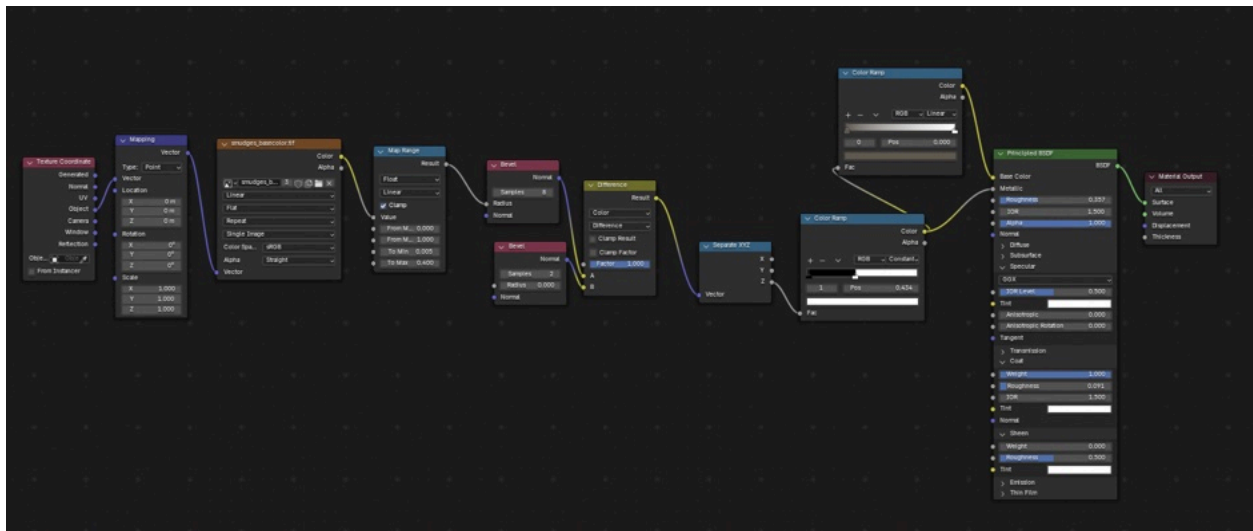 Texture Coordinate
Generated
Normal
UV
Object
Camera
Window
Reflection
Obje...
From Instancer
Mapping
Vector
Type: Point
Vector
Location
X 0 m
Y 0 m
Z 0 m
Rotation
X 0°
Y 0°
Z 0°
Scale
X 1.000
Y 1.000
Z 1.000
smudges_basecolor.tif
Color
Alpha
smudges_b...
Linear
Flat
Repeat
Single Image
Color Spa... sRGB
Alpha Straight
Vector
Map Range
Result
Float
Linear
Clamp
Value
From M... 0.000
From M... 1.000
To Min 0.005
To Max 0.400
Bevel
Normal
Samples 8
Radius
Normal
Bevel
Normal
Samples 2
Radius 0.000
Normal
Difference
Result
Color
Difference
Clamp Result
Clamp Factor
Factor 1.000
A
B
Separate XYZ
X
Y
Z
Vector
Color Ramp
Color
Alpha
RGB Linear
0 Pos 0.000
Fac
Color Ramp
Color
Alpha
RGB Constant
1 Pos 0.434
Fac
Principled BSDF
BSDF
Base Color
Metallic
Roughness 0.357
IOR 1.500
Alpha 1.000
Normal
Diffuse
Subsurface
Specular
GGX
IOR Level 0.500
Tint
Anisotropic 0.000
Anisotropic Rotation 0.000
Tangent
Transmission
Coat
Weight 1.000
Roughness 0.091
IOR 1.500
Tint
Normal
Sheen
Weight 0.000
Roughness 0.500
Tint
Emission
Thin Film
Material Output
All
Surface
Volume
Displacement
Thickness